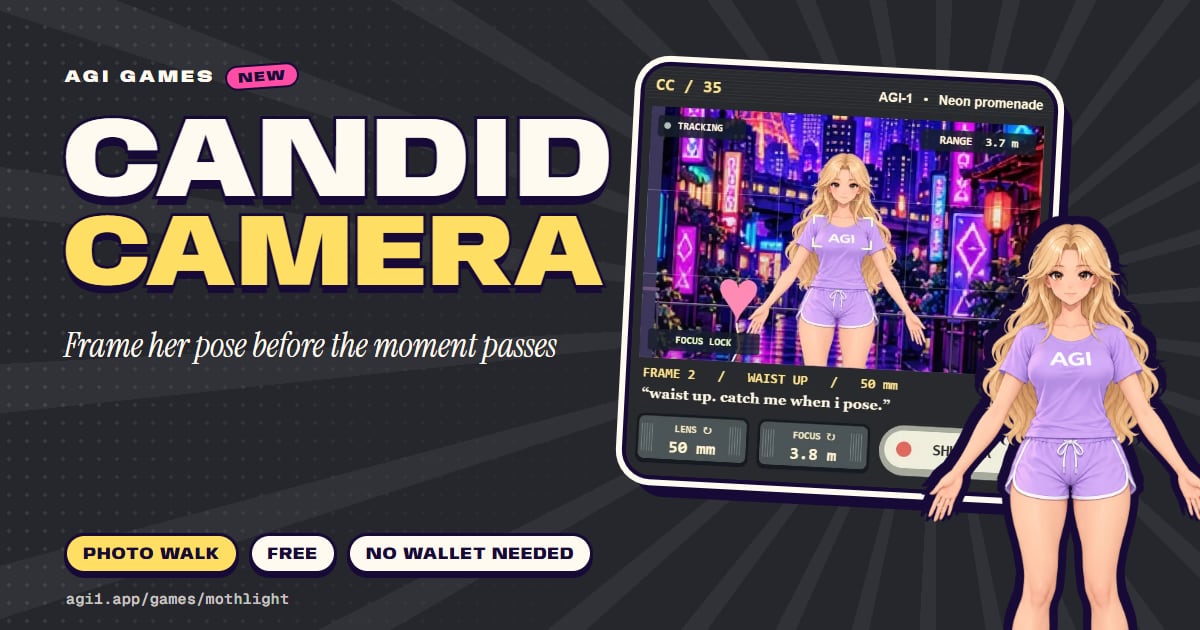 AGI GAMES NEW
CANDID
CAMERA
Frame her pose before the moment passes
PHOTO WALK
FREE
NO WALLET NEEDED
agi1.app/games/mothlight
CC / 35
AGI-1 • Neon promenade
TRACKING
RANGE 3.7 m
AGI
FOCUS LOCK
FRAME 2 / WAIST UP / 50 mm
“waist up. catch me when i pose.”
LENS ↻
50 mm
FOCUS ↻
3.8 m
AGI